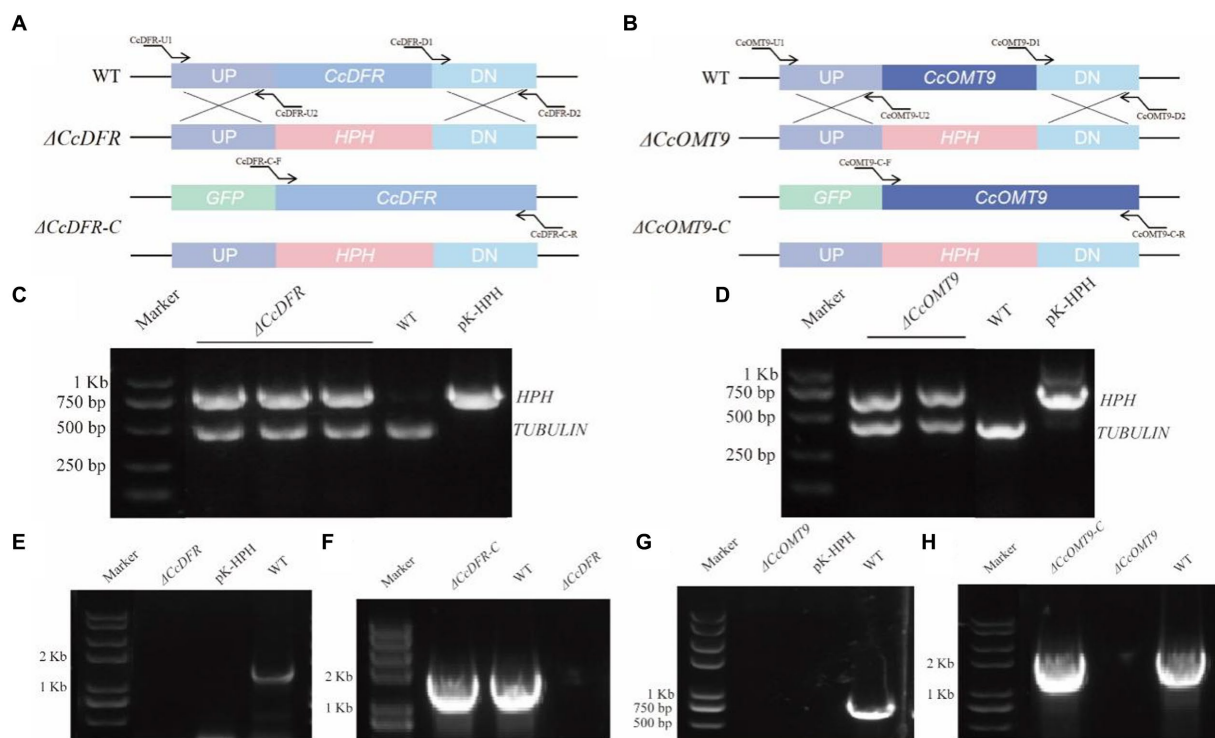 A
B
CcDFR-U1
CcDFR-D1
CcOMT9-U1
CcOMT9-D1
WT
UP
CcDFR
DN
WT
UP
CcOMT9
DN
CcDFR-U2
CcDFR-D2
CcOMT9-U2
CcOMT9-D2
ΔCcDFR
UP
HPH
DN
ΔCcOMT9
UP
HPH
DN
CcDFR-C-F
CcOMT9-C-F
GFP
CcDFR
GFP
CcOMT9
ΔCcDFR-C
CcDFR-C-R
ΔCcOMT9-C
CcOMT9-C-R
UP
HPH
DN
UP
HPH
DN
C
Marker
ΔCcDFR
WT
pK-HPH
1 Kb
750 bp
500 bp
250 bp
HPH
TUBULIN
D
Marker
ΔCcOMT9
WT
pK-HPH
1 Kb
750 bp
500 bp
250 bp
HPH
TUBULIN
E
Marker
ΔCcDFR
pK-HPH
WT
2 Kb
1 Kb
F
Marker
ΔCcDFR-C
WT
ΔCcDFR
2 Kb
1 Kb
G
Marker
ΔCcOMT9
pK-HPH
WT
1 Kb
750 bp
500 bp
H
Marker
ΔCcOMT9-C
ΔCcOMT9
WT
2 Kb
1 Kb